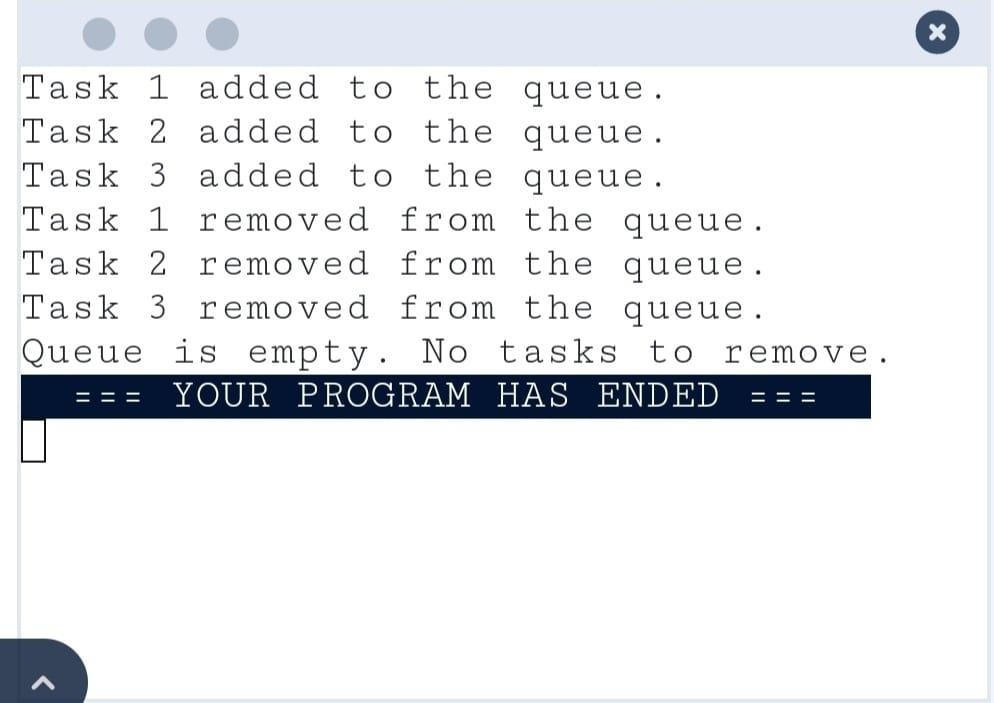 Task 1 added to the queue.
Task 2 added to the queue.
Task 3 added to the queue.
Task 1 removed from the queue.
Task 2 removed from the queue.
Task 3 removed from the queue.
Queue is empty. No tasks to remove.
=== YOUR PROGRAM HAS ENDED ===